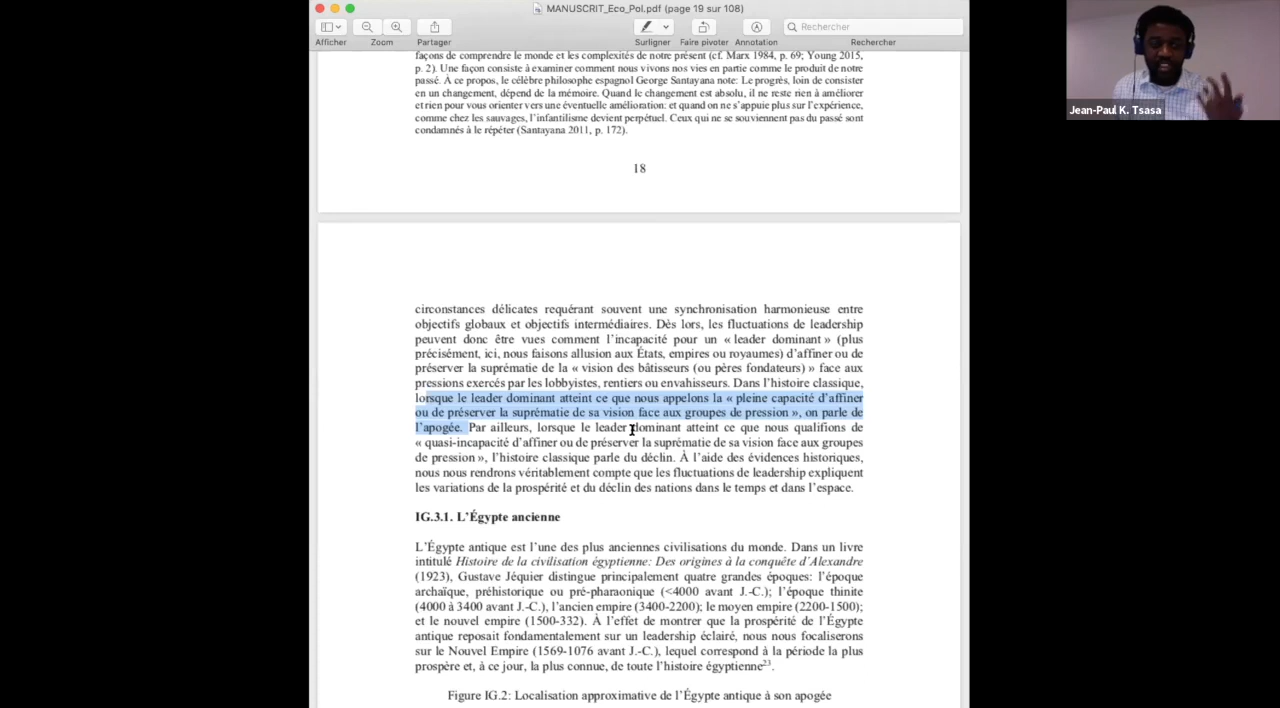 MANUSCRIT_Eco_Pol.pdf (page 19 sur 108)
Rechercher
Afficher
Zoom
Partager
Surligner
Faire pivoter
Annotation
Rechercher
façons de comprendre le monde et les complexités de notre présent (cf. Marx 1984, p. 69; Young 2015,
p. 2). Une façon consiste à examiner comment nous vivons nos vies en partie comme le produit de notre
passé. À ce propos, le célèbre philosophe espagnol George Santayana note: Le progrès, loin de consister
en un changement, dépend de la mémoire. Quand le changement est absolu, il ne reste rien à améliorer
et rien pour vous orienter vers une éventuelle amélioration: et quand on ne s'appuie plus sur l'expérience,
comme chez les sauvages, l'infantilisme devient perpétuel. Ceux qui ne se souviennent pas du passé sont
condamnés à le répéter (Santayana 2011, p. 172).
18
circonstances délicates requérant souvent une synchronisation harmonieuse entre
objectifs globaux et objectifs intermédiaires. Dès lors, les fluctuations de leadership
peuvent donc être vues comment l'incapacité pour un « leader dominant » (plus
précisément, ici, nous faisons allusion aux États, empires ou royaumes) d'affiner ou de
préserver la suprématie de la « vision des bâtisseurs (ou pères fondateurs) » face aux
pressions exercés par les lobbyistes, rentiers ou envahisseurs. Dans l'histoire classique,
lorsque le leader dominant atteint ce que nous appelons la « pleine capacité d'affiner
ou de préserver la suprématie de sa vision face aux groupes de pression », on parle de
l'apogée. Par ailleurs, lorsque le leader dominant atteint ce que nous qualifions de
« quasi-incapacité d'affiner ou de préserver la suprématie de sa vision face aux groupes
de pression », l'histoire classique parle du déclin. À l'aide des évidences historiques,
nous nous rendrons véritablement compte que les fluctuations de leadership expliquent
les variations de la prospérité et du déclin des nations dans le temps et dans l'espace.
IG.3.1. L'Égypte ancienne
L'Égypte antique est l'une des plus anciennes civilisations du monde. Dans un livre
intitulé Histoire de la civilisation égyptienne: Des origines à la conquête d'Alexandre
(1923), Gustave Jéquier distingue principalement quatre grandes époques: l'époque
archaïque, préhistorique ou pré-pharaonique (<4000 avant J.-C.); l'époque thinite
(4000 à 3400 avant J.-C.), l'ancien empire (3400-2200); le moyen empire (2200-1500);
et le nouvel empire (1500-332). À l'effet de montrer que la prospérité de l'Égypte
antique reposait fondamentalement sur un leadership éclairé, nous nous focaliserons
sur le Nouvel Empire (1569-1076 avant J.-C.), lequel correspond à la période la plus
prospère et, à ce jour, la plus connue, de toute l'histoire égyptienne23.
Figure IG.2: Localisation approximative de l'Égypte antique à son apogée
Jean-Paul K. Tsasa